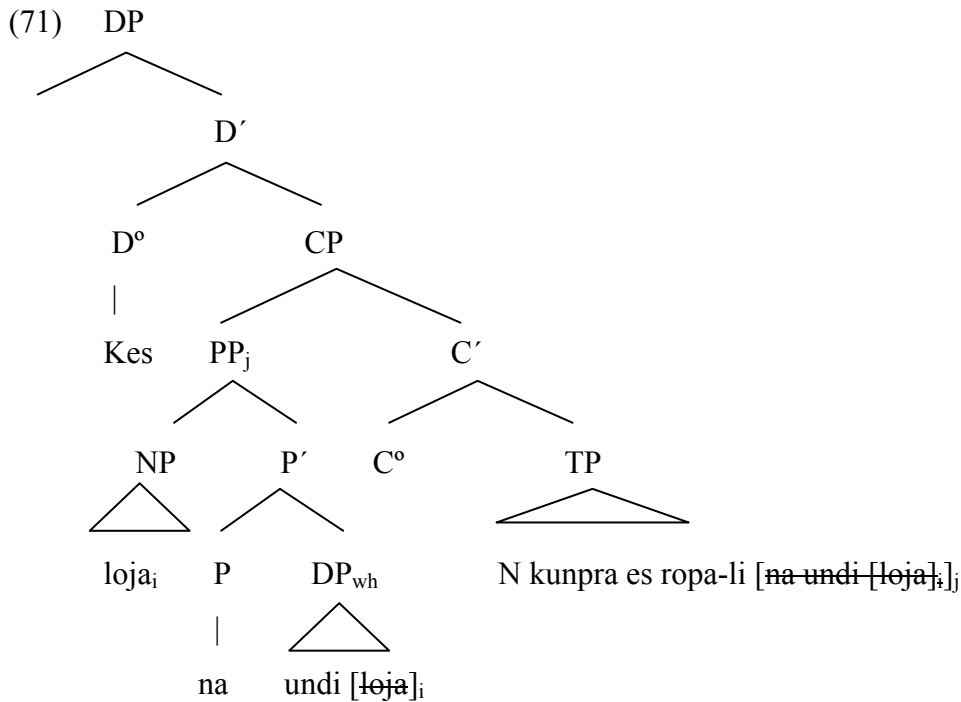 (71) DP
D´
Dº CP
Kes PPj C´
NP P´ Cº TP
lojai P DPwh N kunpra es ropa-li [na undi [loja]i]j
na undi [loja]i